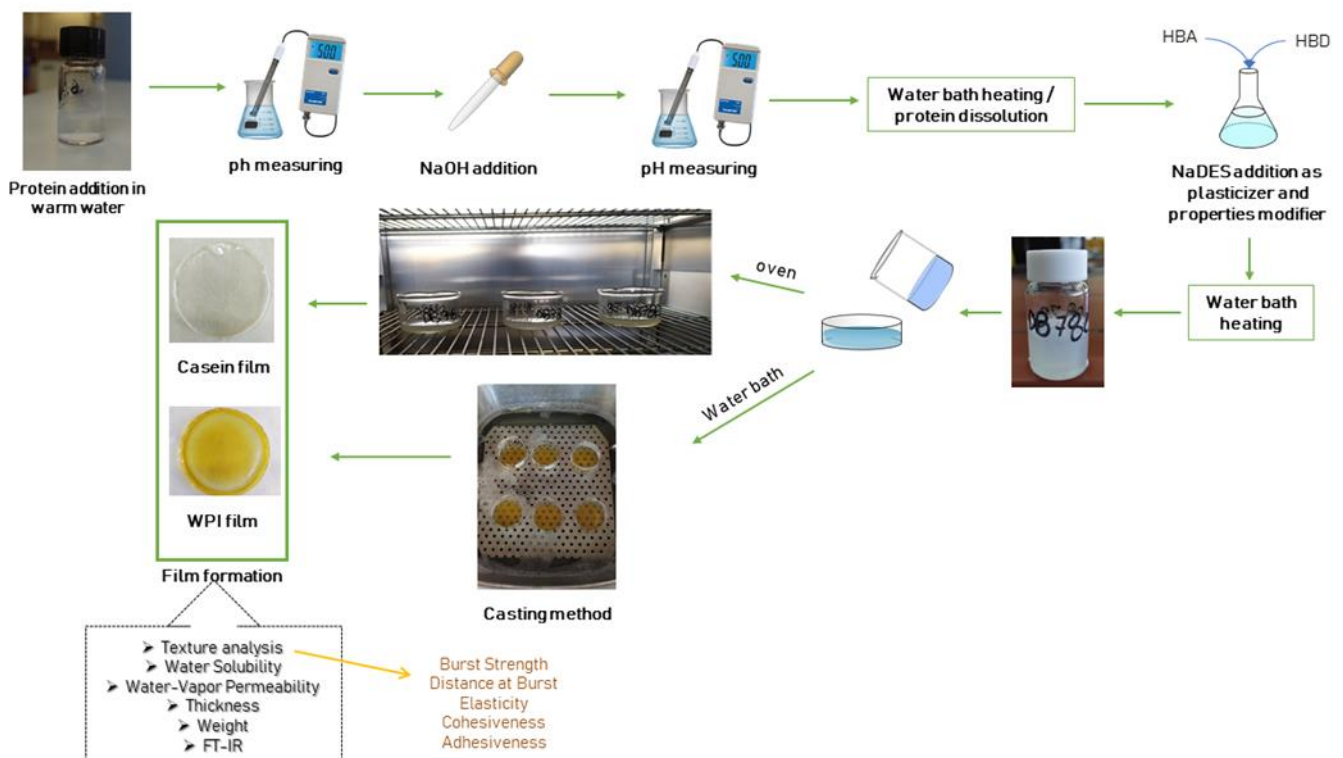 HBA
HBD
500
500
ph measuring
NaOH addition
pH measuring
Water bath heating /
protein dissolution
Protein addition in
warm water
NaDES addition as
plasticizer and
properties modifier
oven
Water bath
Water bath
heating
Casein film
WPI film
Film formation
Casting method
➤ Texture analysis
➤ Water Solubility
➤ Water-Vapor Permeability
➤ Thickness
➤ Weight
➤ FT-IR
Burst Strength
Distance at Burst
Elasticity
Cohesiveness
Adhesiveness